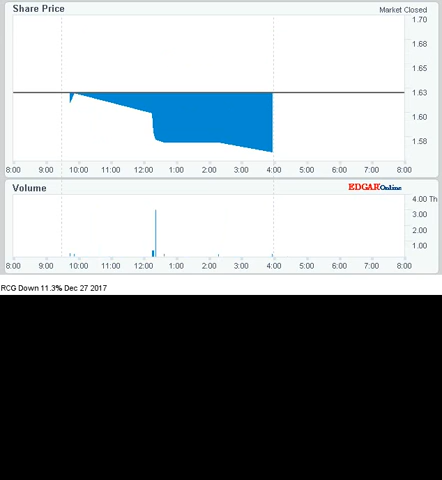 Share Price
Market Closed
1.70
1.68
1.65
1.63
1.60
1.58
8:00 9:00 10:00 11:00 12:00 1:00 2:00 3:00 4:00 5:00 6:00 7:00 8:00
Volume
EDGAR Online
4.00 Th
3.00
2.00
1.00
8:00 9:00 10:00 11:00 12:00 1:00 2:00 3:00 4:00 5:00 6:00 7:00 8:00
RCG Down 11.3% Dec 27 2017